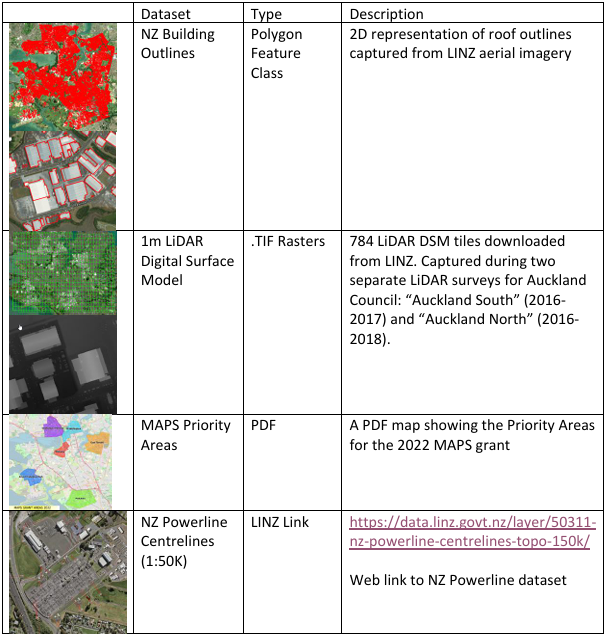 Dataset Type Description
NZ Building Polygon 2D representation of roof outlines
Outlines Feature captured from LINZ aerial imagery
Class
1m LiDAR .TIF Rasters 784 LiDAR DSM tiles downloaded
Digital Surface from LINZ. Captured during two
Model separate LiDAR surveys for Auckland
Council: “Auckland South” (2016-
2017) and “Auckland North” (2016-
2018).
MAPS Priority PDF A PDF map showing the Priority Areas
Areas for the 2022 MAPS grant
NZ Powerline LINZ Link https://data.linz.govt.nz/layer/50311-
Centrelines nz-powerline-centrelines-topo-150k/
(1:50K)
Web link to NZ Powerline dataset